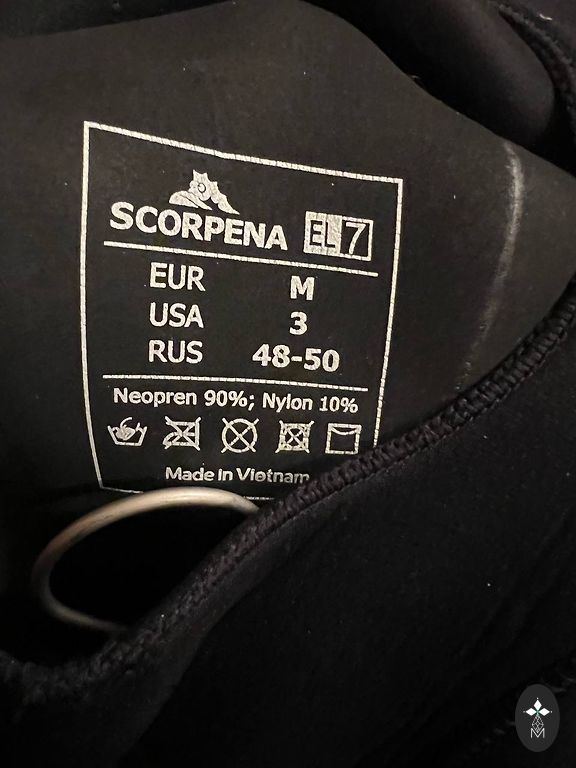 SCORPENA EL 7
EUR M
USA 3
RUS 48-50
Neopren 90%; Nylon 10%
Made in Vietnam
M